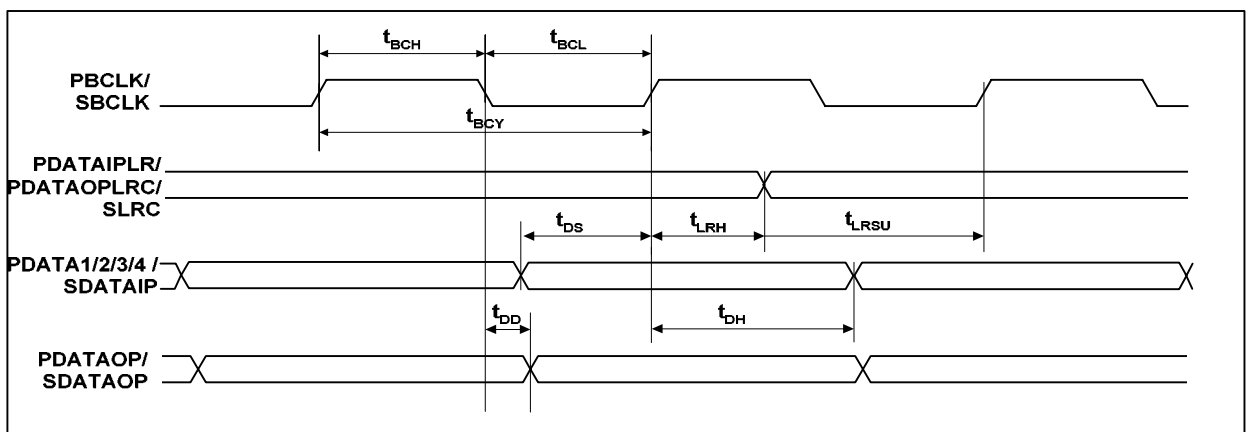 tBCH
tBCL
PBCLK/
SBCLK
tBCY
PDATAIPLR/
PDATAOPLRC/
SLRC
tDS
tLRH
tLRSU
PDATA1/2/3/4 /
SDATAIP
tDD
tDH
PDATAOP/
SDATAOP